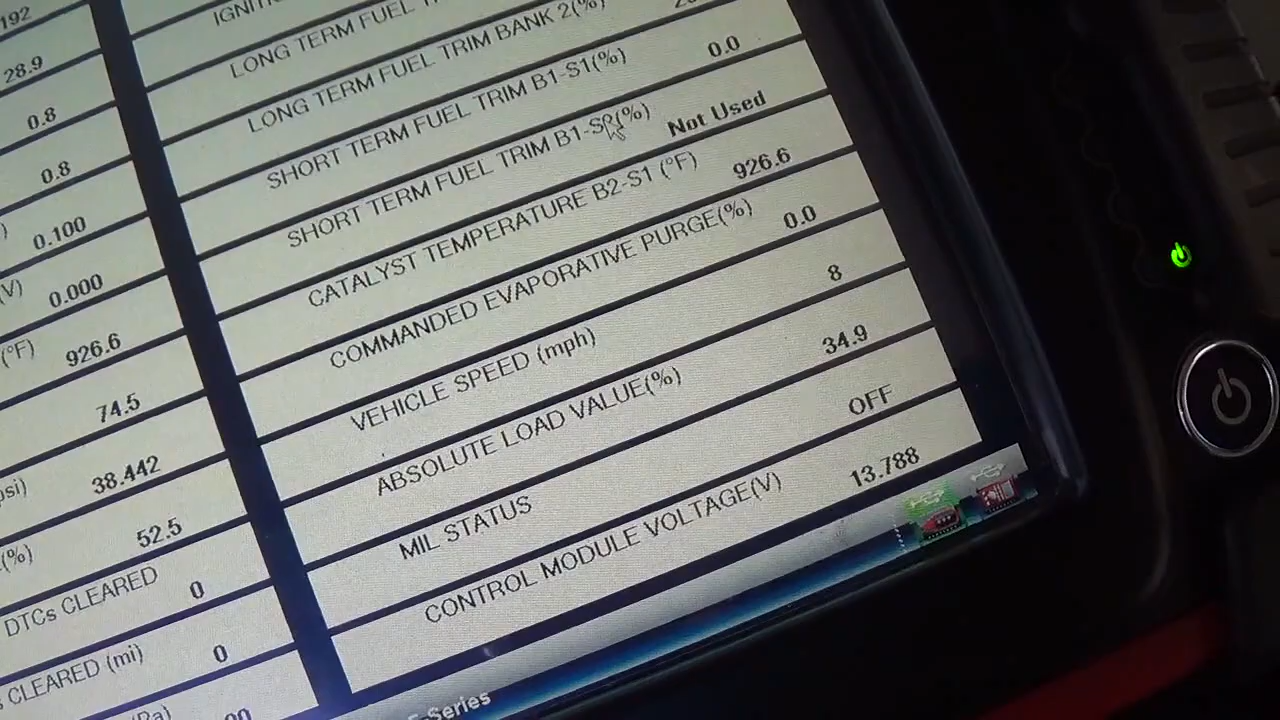 192
28.9
0.8
0.8
0.100
(V) 0.000
(°F) 926.6
74.5
psi) 38.442
(%) 52.5
DTCs CLEARED 0
CLEARED (mi) 0
LONG TERM FUEL
LONG TERM FUEL TRIM BANK 2(%)
SHORT TERM FUEL TRIM B1-S1(%) 0.0
SHORT TERM FUEL TRIM B1-S2(%) Not Used
CATALYST TEMPERATURE B2-S1 (°F) 926.6
COMMANDED EVAPORATIVE PURGE(%) 0.0
VEHICLE SPEED (mph) 8
ABSOLUTE LOAD VALUE(%) 34.9
MIL STATUS OFF
CONTROL MODULE VOLTAGE(V) 13.788
Series